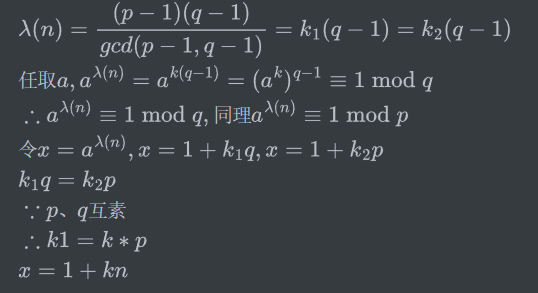 λ(n) = (p − 1)(q − 1) / gcd(p − 1, q − 1) = k₁(q − 1) = k₂(q − 1)
任取a, a^{λ(n)} = a^{k(q−1)} = (a^k)^{q−1} ≡ 1 mod q
∴ a^{λ(n)} ≡ 1 mod q, 同理a^{λ(n)} ≡ 1 mod p
令x = a^{λ(n)}, x = 1 + k₁q, x = 1 + k₂p
k₁q = k₂p
∵ p、q互素
∴ k1 = k * p
x = 1 + kn